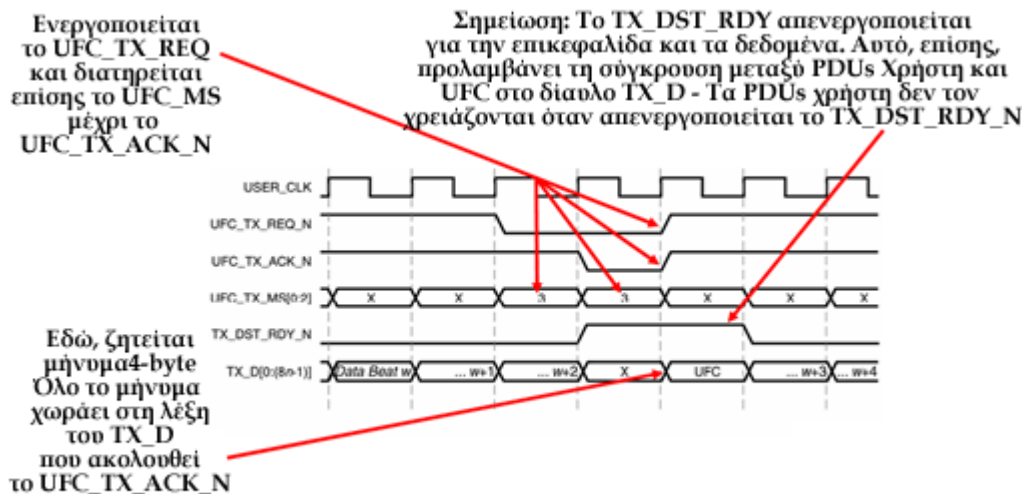 Ενεργοποιείται
το UFC_TX_REQ
και διατηρείται
επίσης το UFC_MS
μέχρι το
UFC_TX_ACK_N
Σημείωση: Το TX_DST_RDY απενεργοποιείται
για την επικεφαλίδα και τα δεδομένα. Αυτό, επίσης,
προλαμβάνει τη σύγκρουση μεταξύ PDUs Χρήστη και
UFC στο δίαυλο TX_D - Τα PDUs χρήστη δεν τον
χρειάζονται όταν απενεργοποιείται το TX_DST_RDY_N
USER_CLK
UFC_TX_REQ_N
UFC_TX_ACK_N
UFC_TX_MS[0:2] X X 3 3 X X X
TX_DST_RDY_N
TX_D[0:(8n-1)] Data Beat w ... w+1 ... w+2 X UFC ... w+3 ... w+4
Εδώ, ζητείται
μήνυμα4-byte
Όλο το μήνυμα
χωράει στη λέξη
του TX_D
που ακολουθεί
το UFC_TX_ACK_N